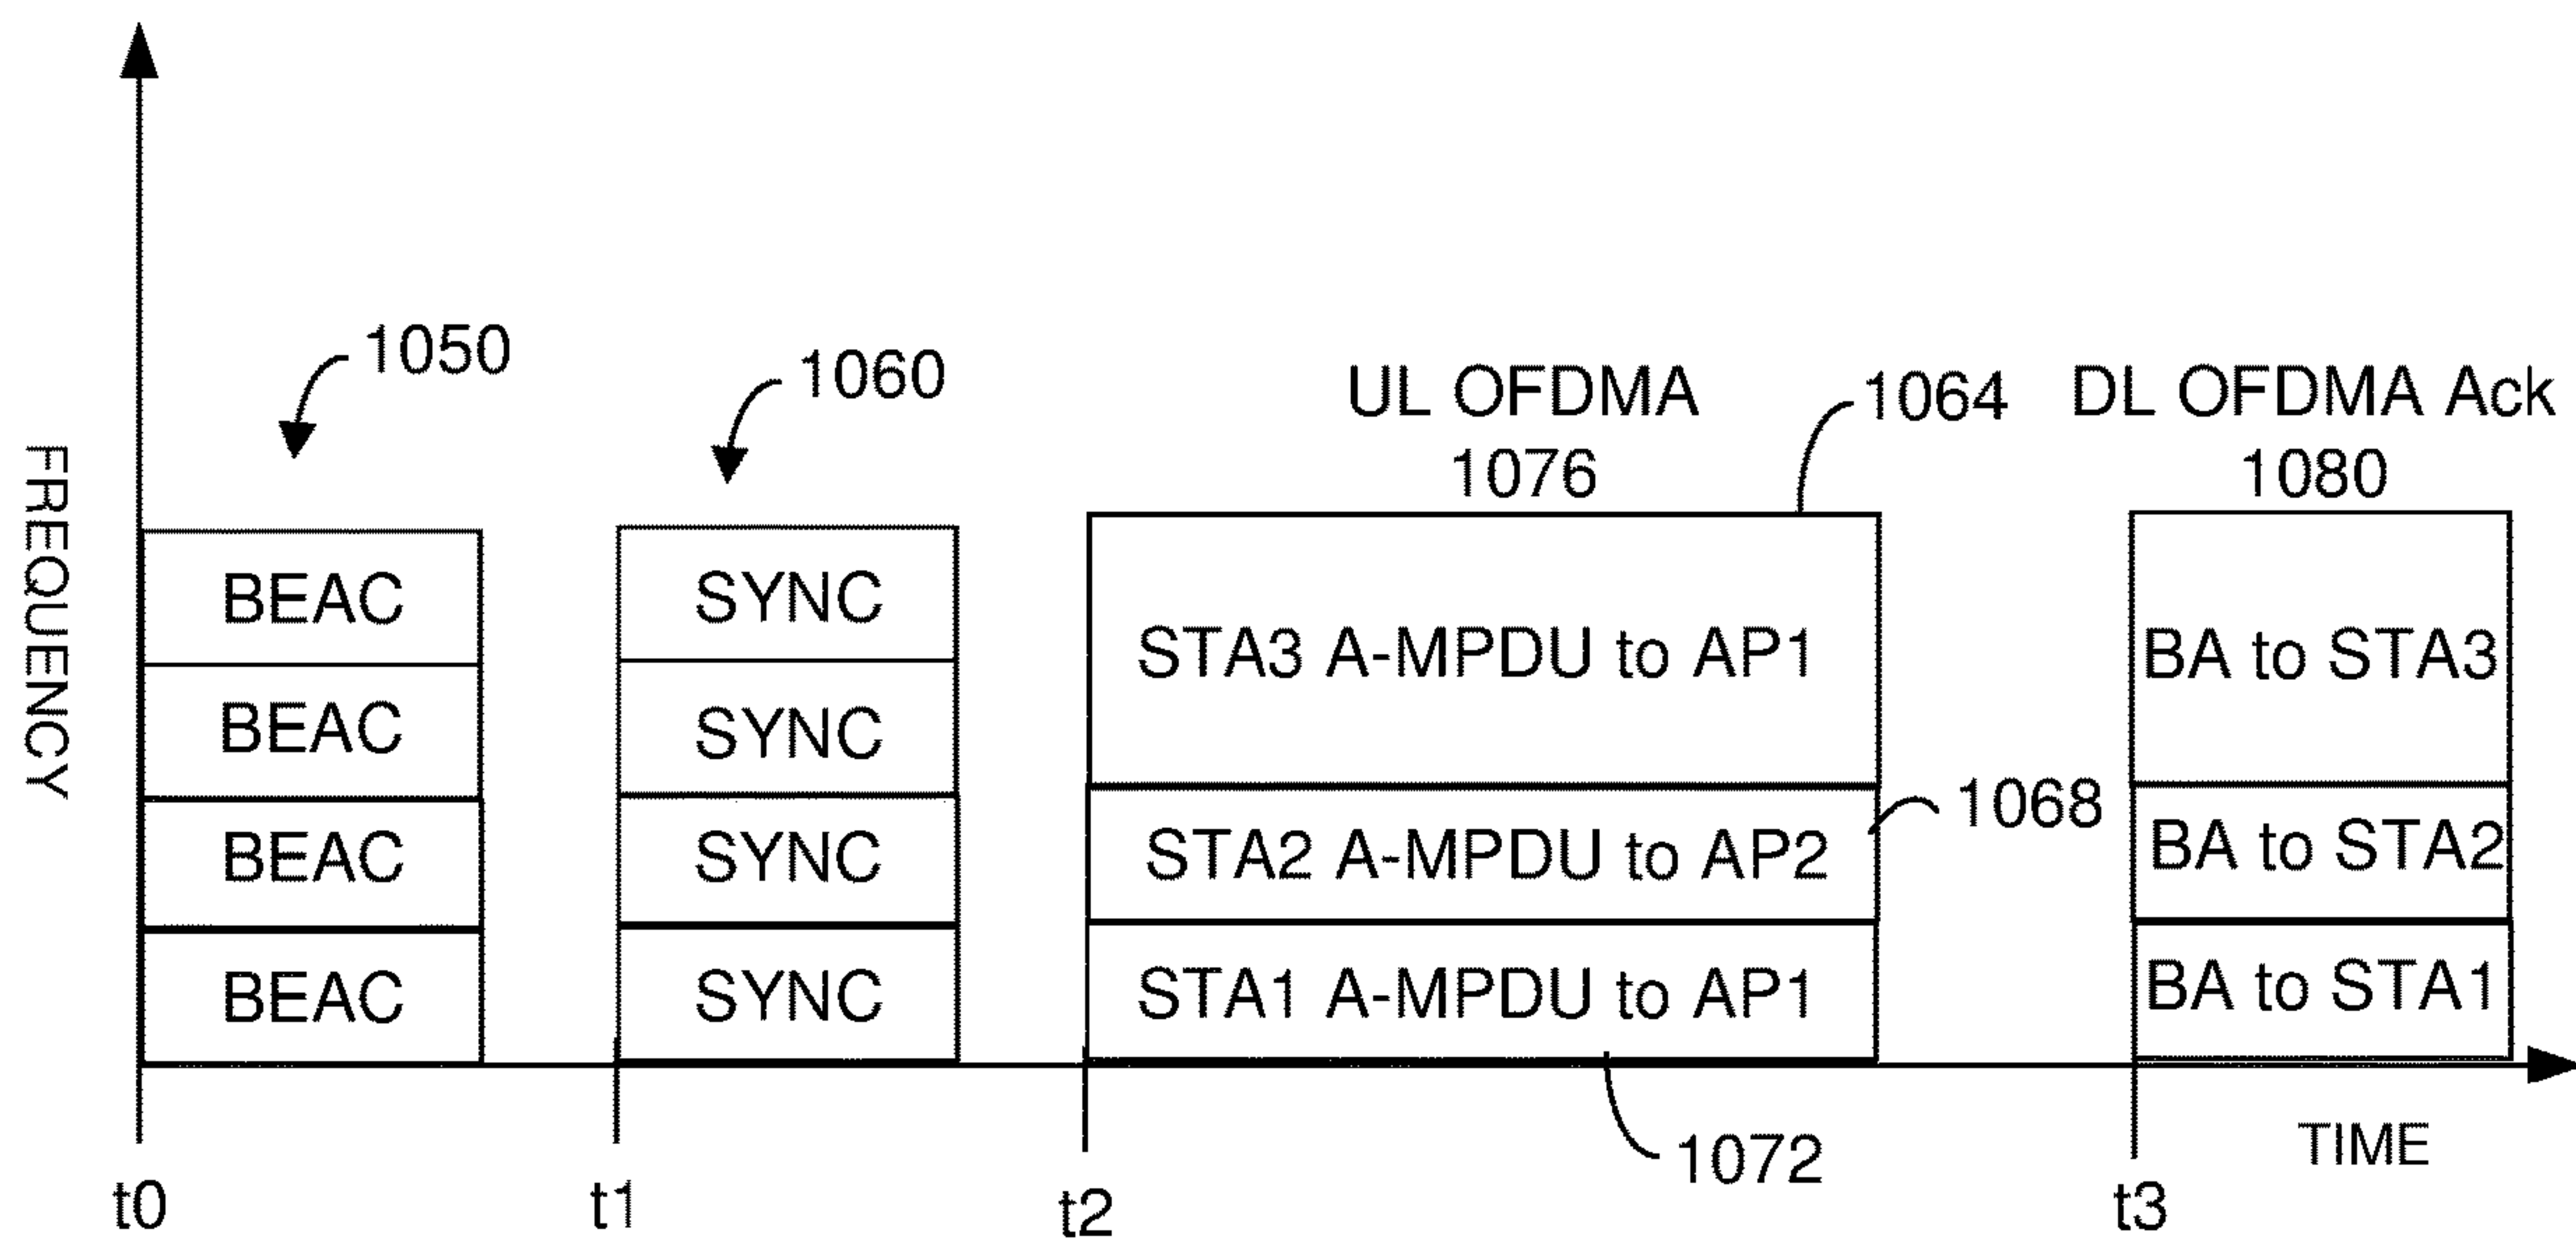 FREQUENCY
1050
1060
UL OFDMA
1076
1064
DL OFDMA Ack
1080
BEAC
BEAC
BEAC
BEAC
SYNC
SYNC
SYNC
SYNC
STA3 A-MPDU to AP1
STA2 A-MPDU to AP2
1068
STA1 A-MPDU to AP1
1072
BA to STA3
BA to STA2
BA to STA1
TIME
t0
t1
t2
t3